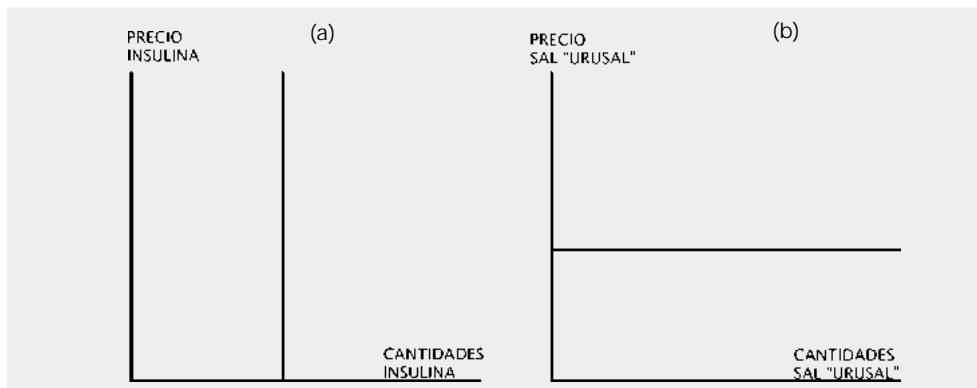 (a)
PRECIO
INSULINA
CANTIDADES
INSULINA
(b)
PRECIO
SAL "URUSAL"
CANTIDADES
SAL "URUSAL"